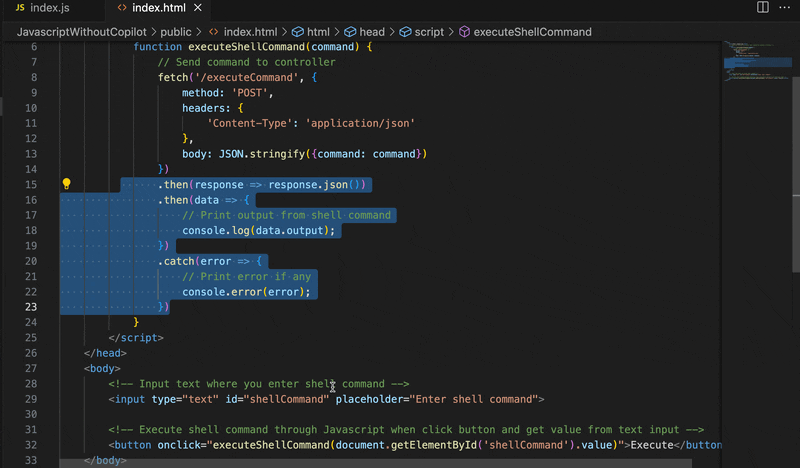 JS index.js
<> index.html ×
JavascriptWithoutCopilot > public > <> index.html > html > head > script > executeShellCommand
6 function executeShellCommand(command) {
7 // Send command to controller
8 fetch('/executeCommand', {
9 method: 'POST',
10 headers: {
11 'Content-Type': 'application/json'
12 },
13 body: JSON.stringify({command: command})
14 })
15 .then(response => response.json())
16 .then(data => {
17 // Print output from shell command
18 console.log(data.output);
19 })
20 .catch(error => {
21 // Print error if any
22 console.error(error);
23 })
24 }
25 </script>
26 </head>
27 <body>
28 <!-- Input text where you enter shell command -->
29 <input type="text" id="shellCommand" placeholder="Enter shell command">
30
31 <!-- Execute shell command through Javascript when click button and get value from text input -->
32 <button onclick="executeShellCommand(document.getElementById('shellCommand').value)">Execute</button
33 </body>